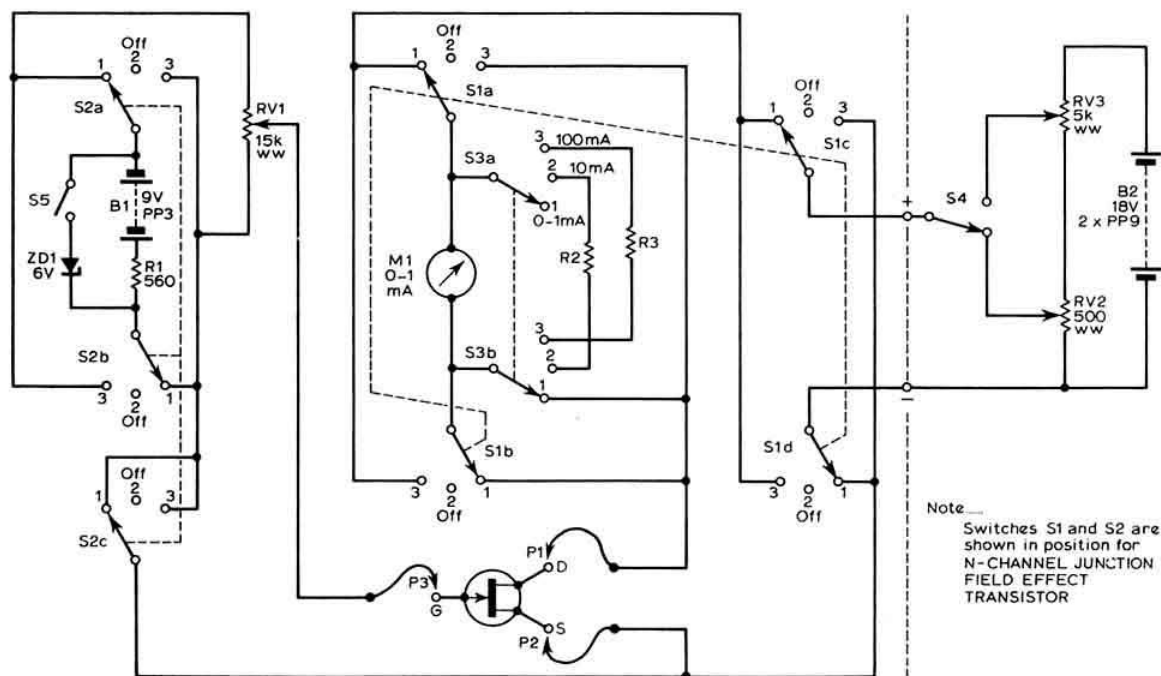 Off
1
2
3
S2a
S5
9V
B1
PP3
ZD1
6V
R1
560
S2b
3
2
Off
1
Off
1
2
3
S2c
RV1
15k
WW
Off
1
2
3
S1a
S3a
3
100mA
2
10mA
1
0-1mA
M1
0-1
mA
R2
R3
3
S3b
2
1
S1b
3
2
Off
1
P1
D
P3
G
S
P2
Off
1
2
3
S1c
+
S4
RV3
5k
WW
B2
18V
2 x PP9
RV2
500
WW
−
S1d
3
2
Off
1
Note
Switches S1 and S2 are
shown in position for
N-CHANNEL JUNCTION
FIELD EFFECT
TRANSISTOR